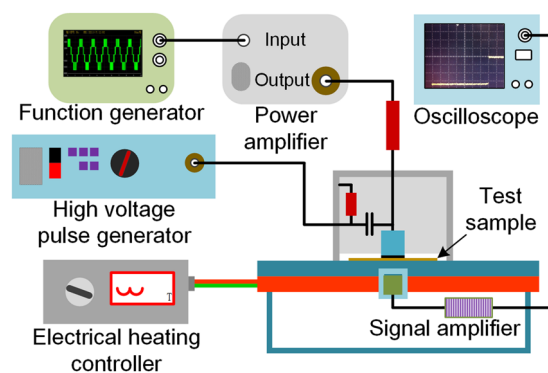 Input
Output
Function generator
Power
amplifier
Oscilloscope
High voltage
pulse generator
Test
sample
T
Signal amplifier
Electrical heating
controller